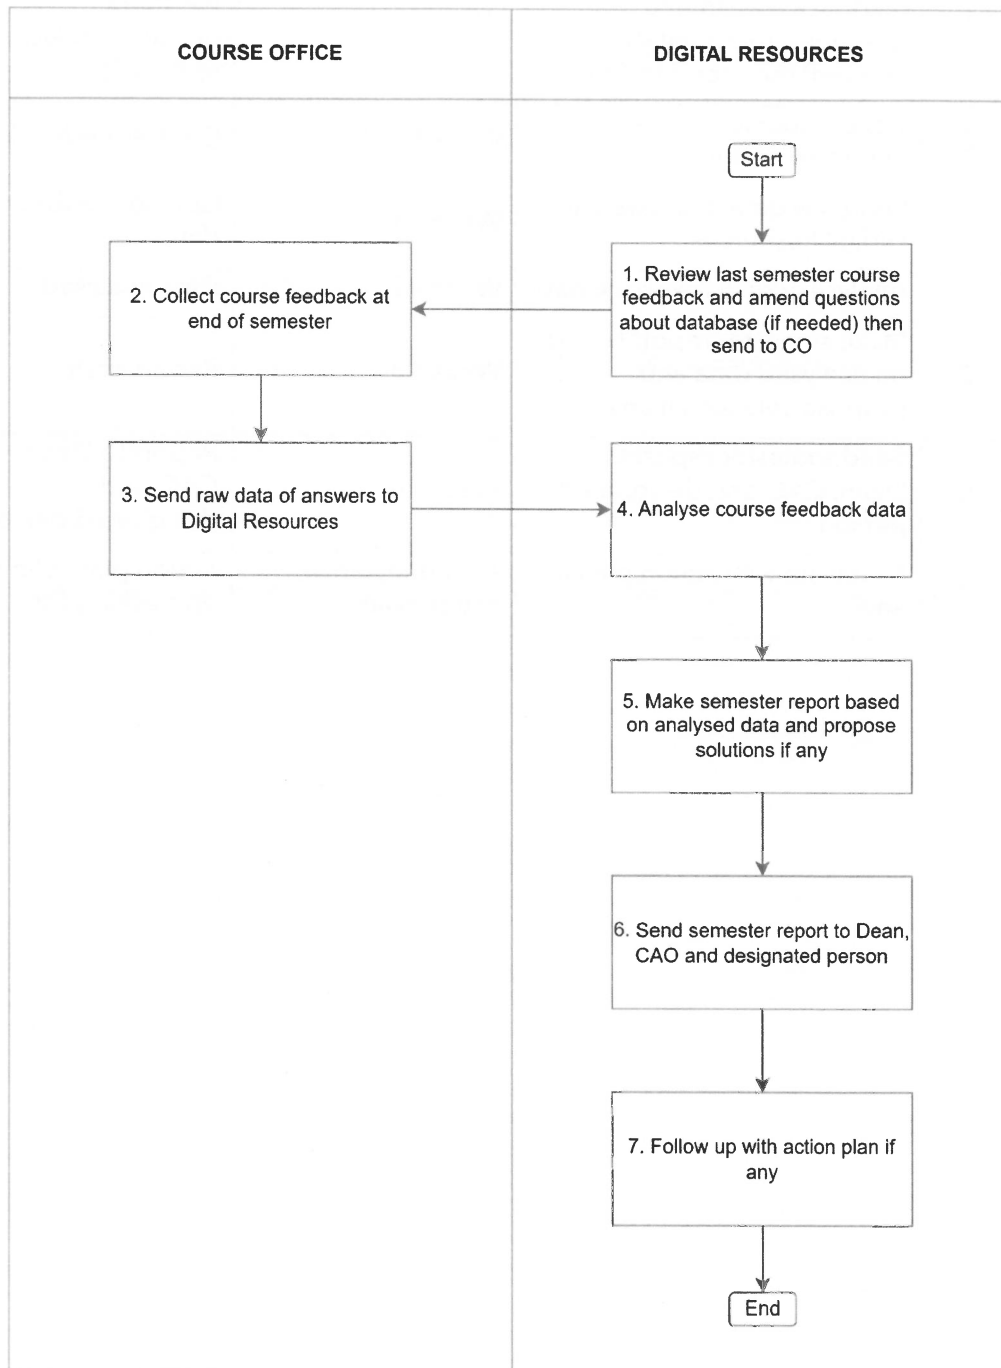 COURSE OFFICE
DIGITAL RESOURCES
Start
1. Review last semester course
feedback and amend questions
about database (if needed) then
send to CO
2. Collect course feedback at
end of semester
3. Send raw data of answers to
Digital Resources
4. Analyse course feedback data
5. Make semester report based
on analysed data and propose
solutions if any
6. Send semester report to Dean,
CAO and designated person
7. Follow up with action plan if
any
End